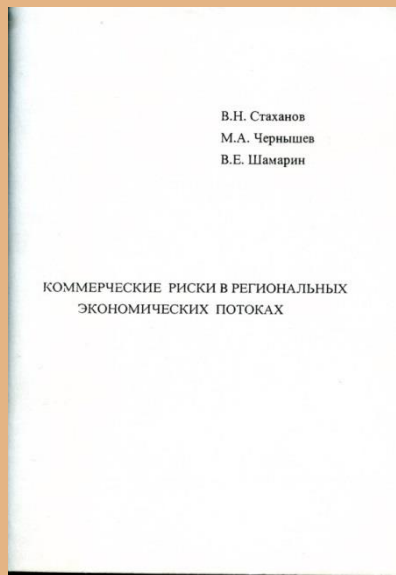 В.Н. Стаханов
М.А. Чернышев
В.Е. Шамарин
КОММЕРЧЕСКИЕ РИСКИ В РЕГИОНАЛЬНЫХ
ЭКОНОМИЧЕСКИХ ПОТОКАХ